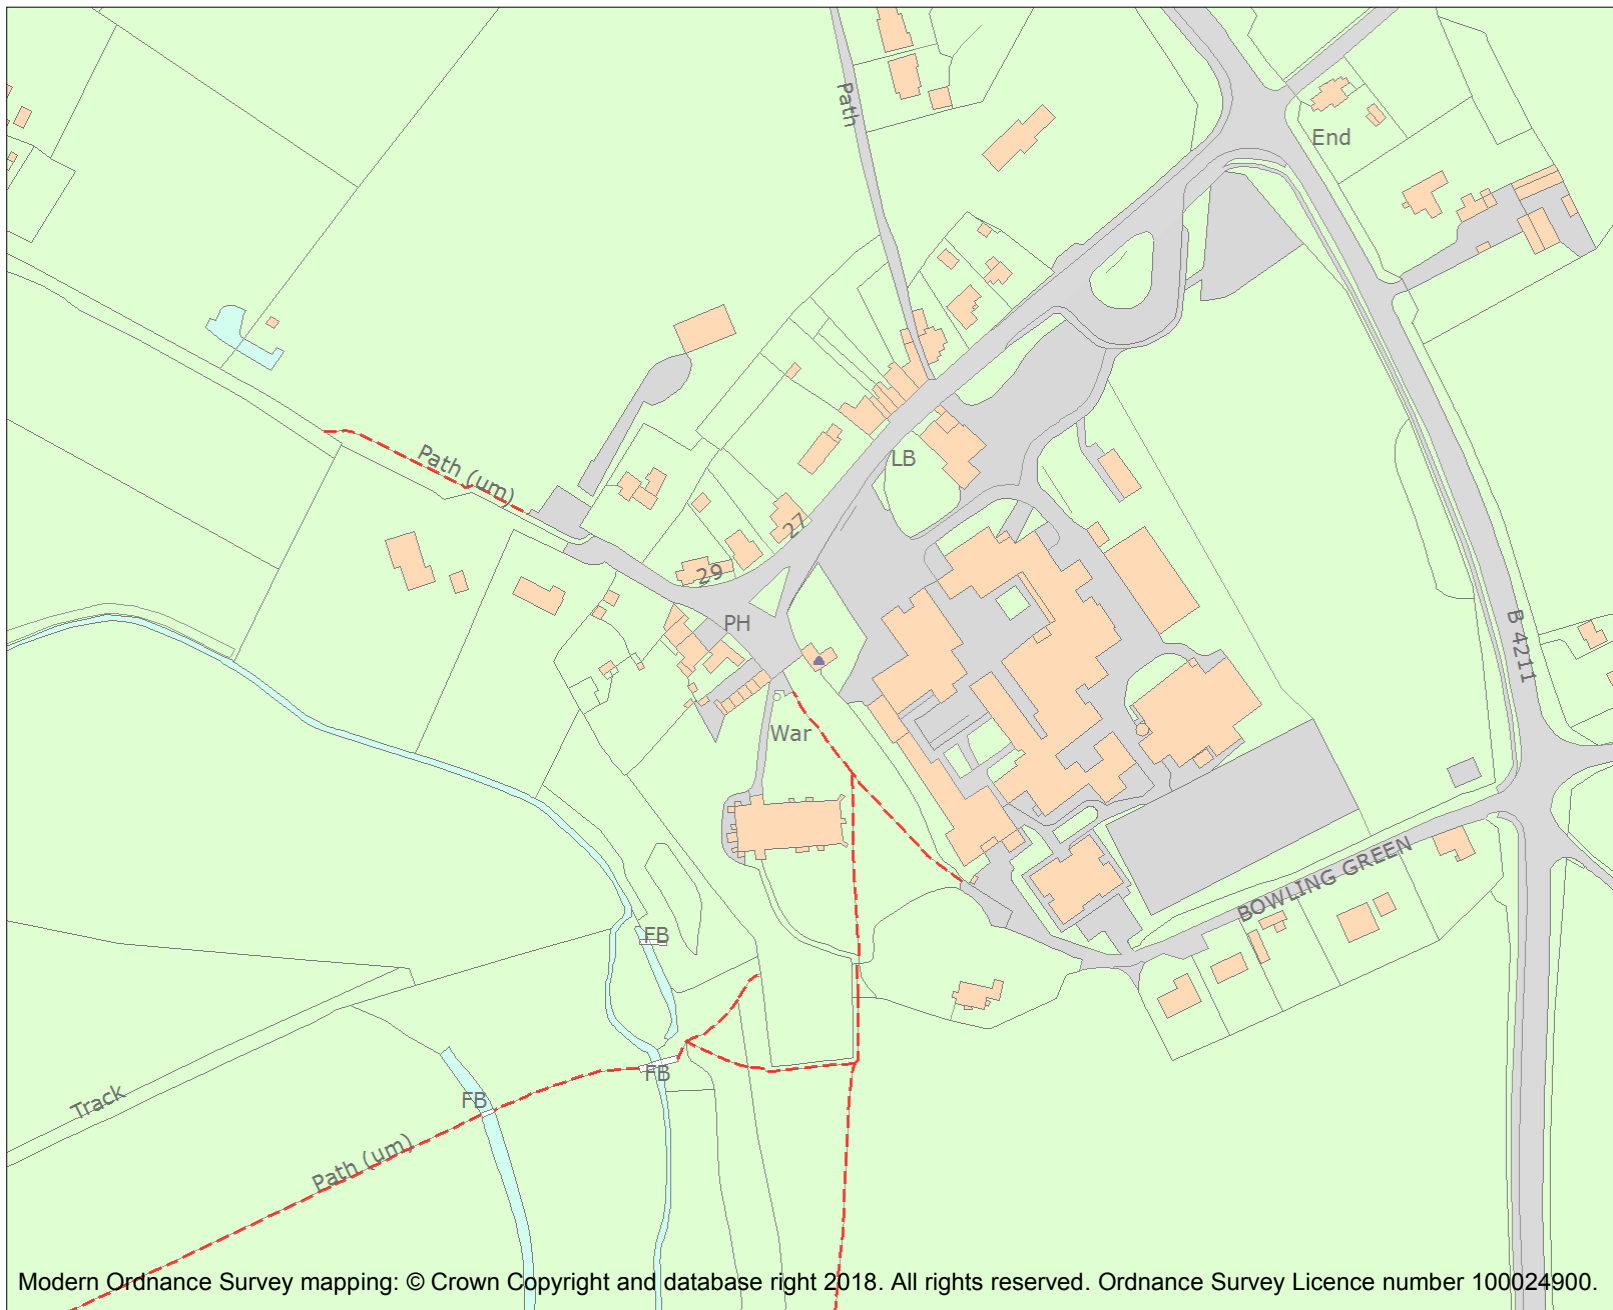 Path
End
Path (um)
LB
27
29
PH
B 4211
War
BOWLING GREEN
FB
FB
FB
Track
Path (um)
Modern Ordnance Survey mapping: © Crown Copyright and database right 2018. All rights reserved. Ordnance Survey Licence number 100024900.